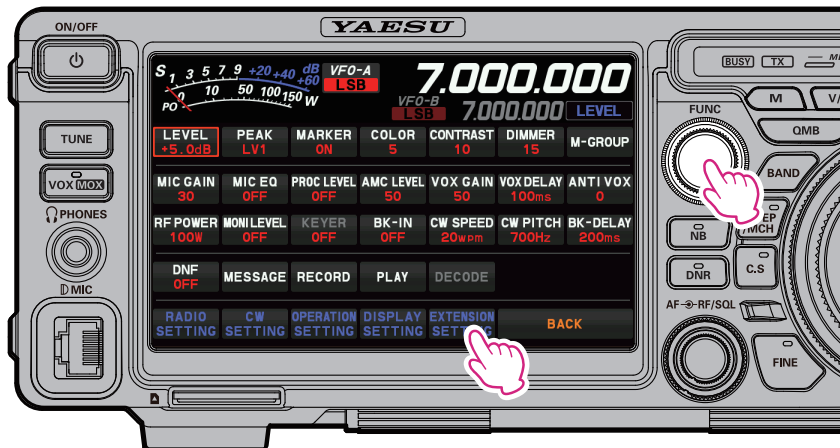 ON/OFF
YAESU
S 1 3 5 7 9 +20 +40 +60 dB
PO 0 10 50 100 150 W
VFO-A
LSB
7.000.000
VFO-B
LSB
7.000.000
LEVEL
BUSY TX
FUNC
M V/
QMB
TUNE
LEVEL PEAK MARKER COLOR CONTRAST DIMMER M-GROUP
+5.0dB LV1 ON 5 10 15
BAND
VOX MOX
MIC GAIN MIC EQ PROC LEVEL AMC LEVEL VOX GAIN VOX DELAY ANTI VOX
30 OFF OFF 50 50 100ms 0
PHONES
RF POWER MONI LEVEL KEYER BK-IN CW SPEED CW PITCH BK-DELAY
100W OFF OFF OFF 20WPM 700Hz 200ms
NB
/MCH
DNF MESSAGE RECORD PLAY DECODE
OFF
DNR
C.S
MIC
RADIO SETTING
CW SETTING
OPERATION SETTING
DISPLAY SETTING
EXTENSION
BACK
AF RF/SQL
FINE